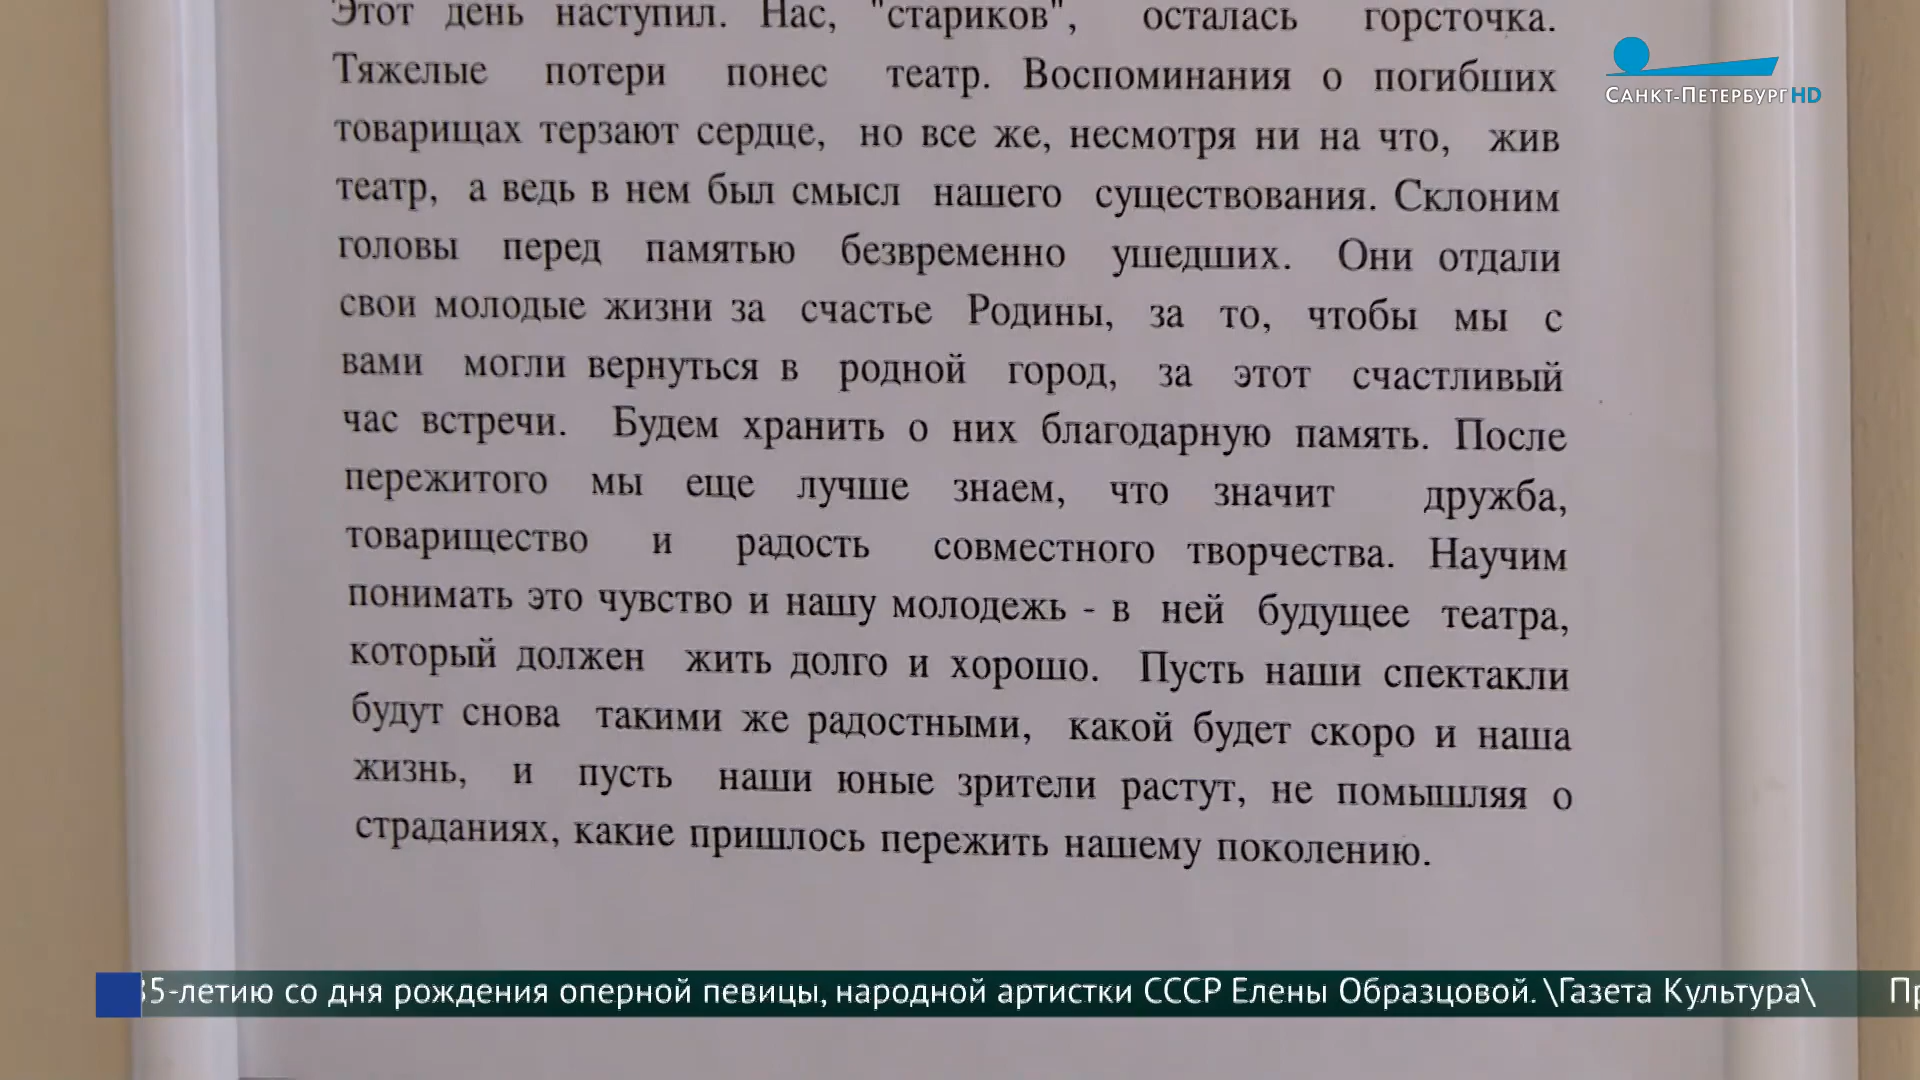 Этот день наступил. Нас, "стариков", осталась горсточка.
Тяжелые потери понес театр. Воспоминания о погибших
товарищах терзают сердце, но все же, несмотря ни на что, жив
театр, а ведь в нем был смысл нашего существования. Склоним
головы перед памятью безвременно ушедших. Они отдали
свои молодые жизни за счастье Родины, за то, чтобы мы с
вами могли вернуться в родной город, за этот счастливый
час встречи. Будем хранить о них благодарную память. После
пережитого мы еще лучше знаем, что значит дружба,
товарищество и радость совместного творчества. Научим
понимать это чувство и нашу молодежь - в ней будущее театра,
который должен жить долго и хорошо. Пусть наши спектакли
будут снова такими же радостными, какой будет скоро и наша
жизнь, и пусть наши юные зрители растут, не помышляя о
страданиях, какие пришлось пережить нашему поколению.
САНКТ-ПЕТЕРБУРГ HD
85-летию со дня рождения оперной певицы, народной артистки СССР Елены Образцовой. \Газета Культура\